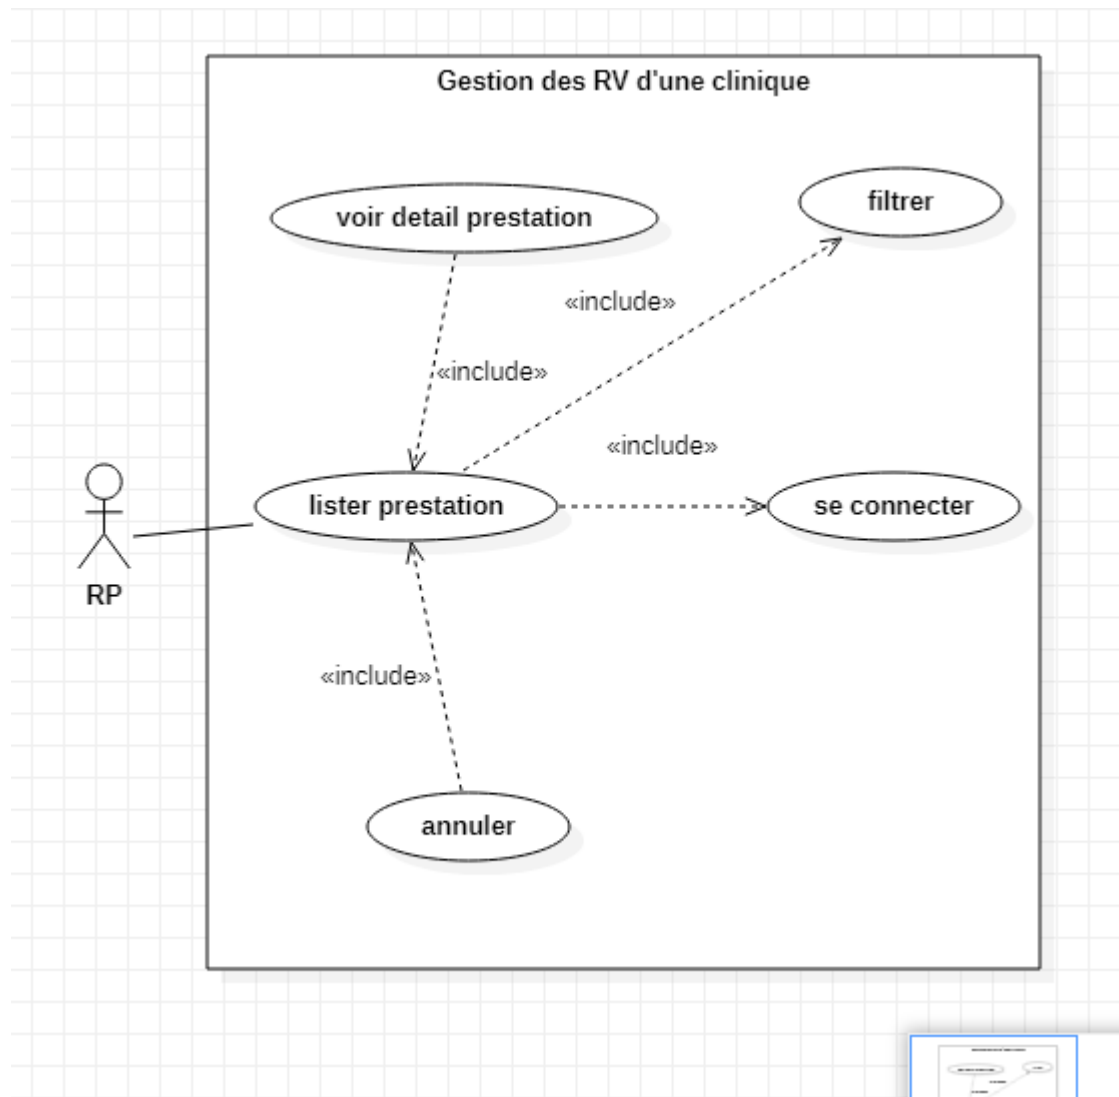 Gestion des RV d'une clinique
voir detail prestation
filtrer
«include»
«include»
«include»
lister prestation
se connecter
RP
«include»
annuler